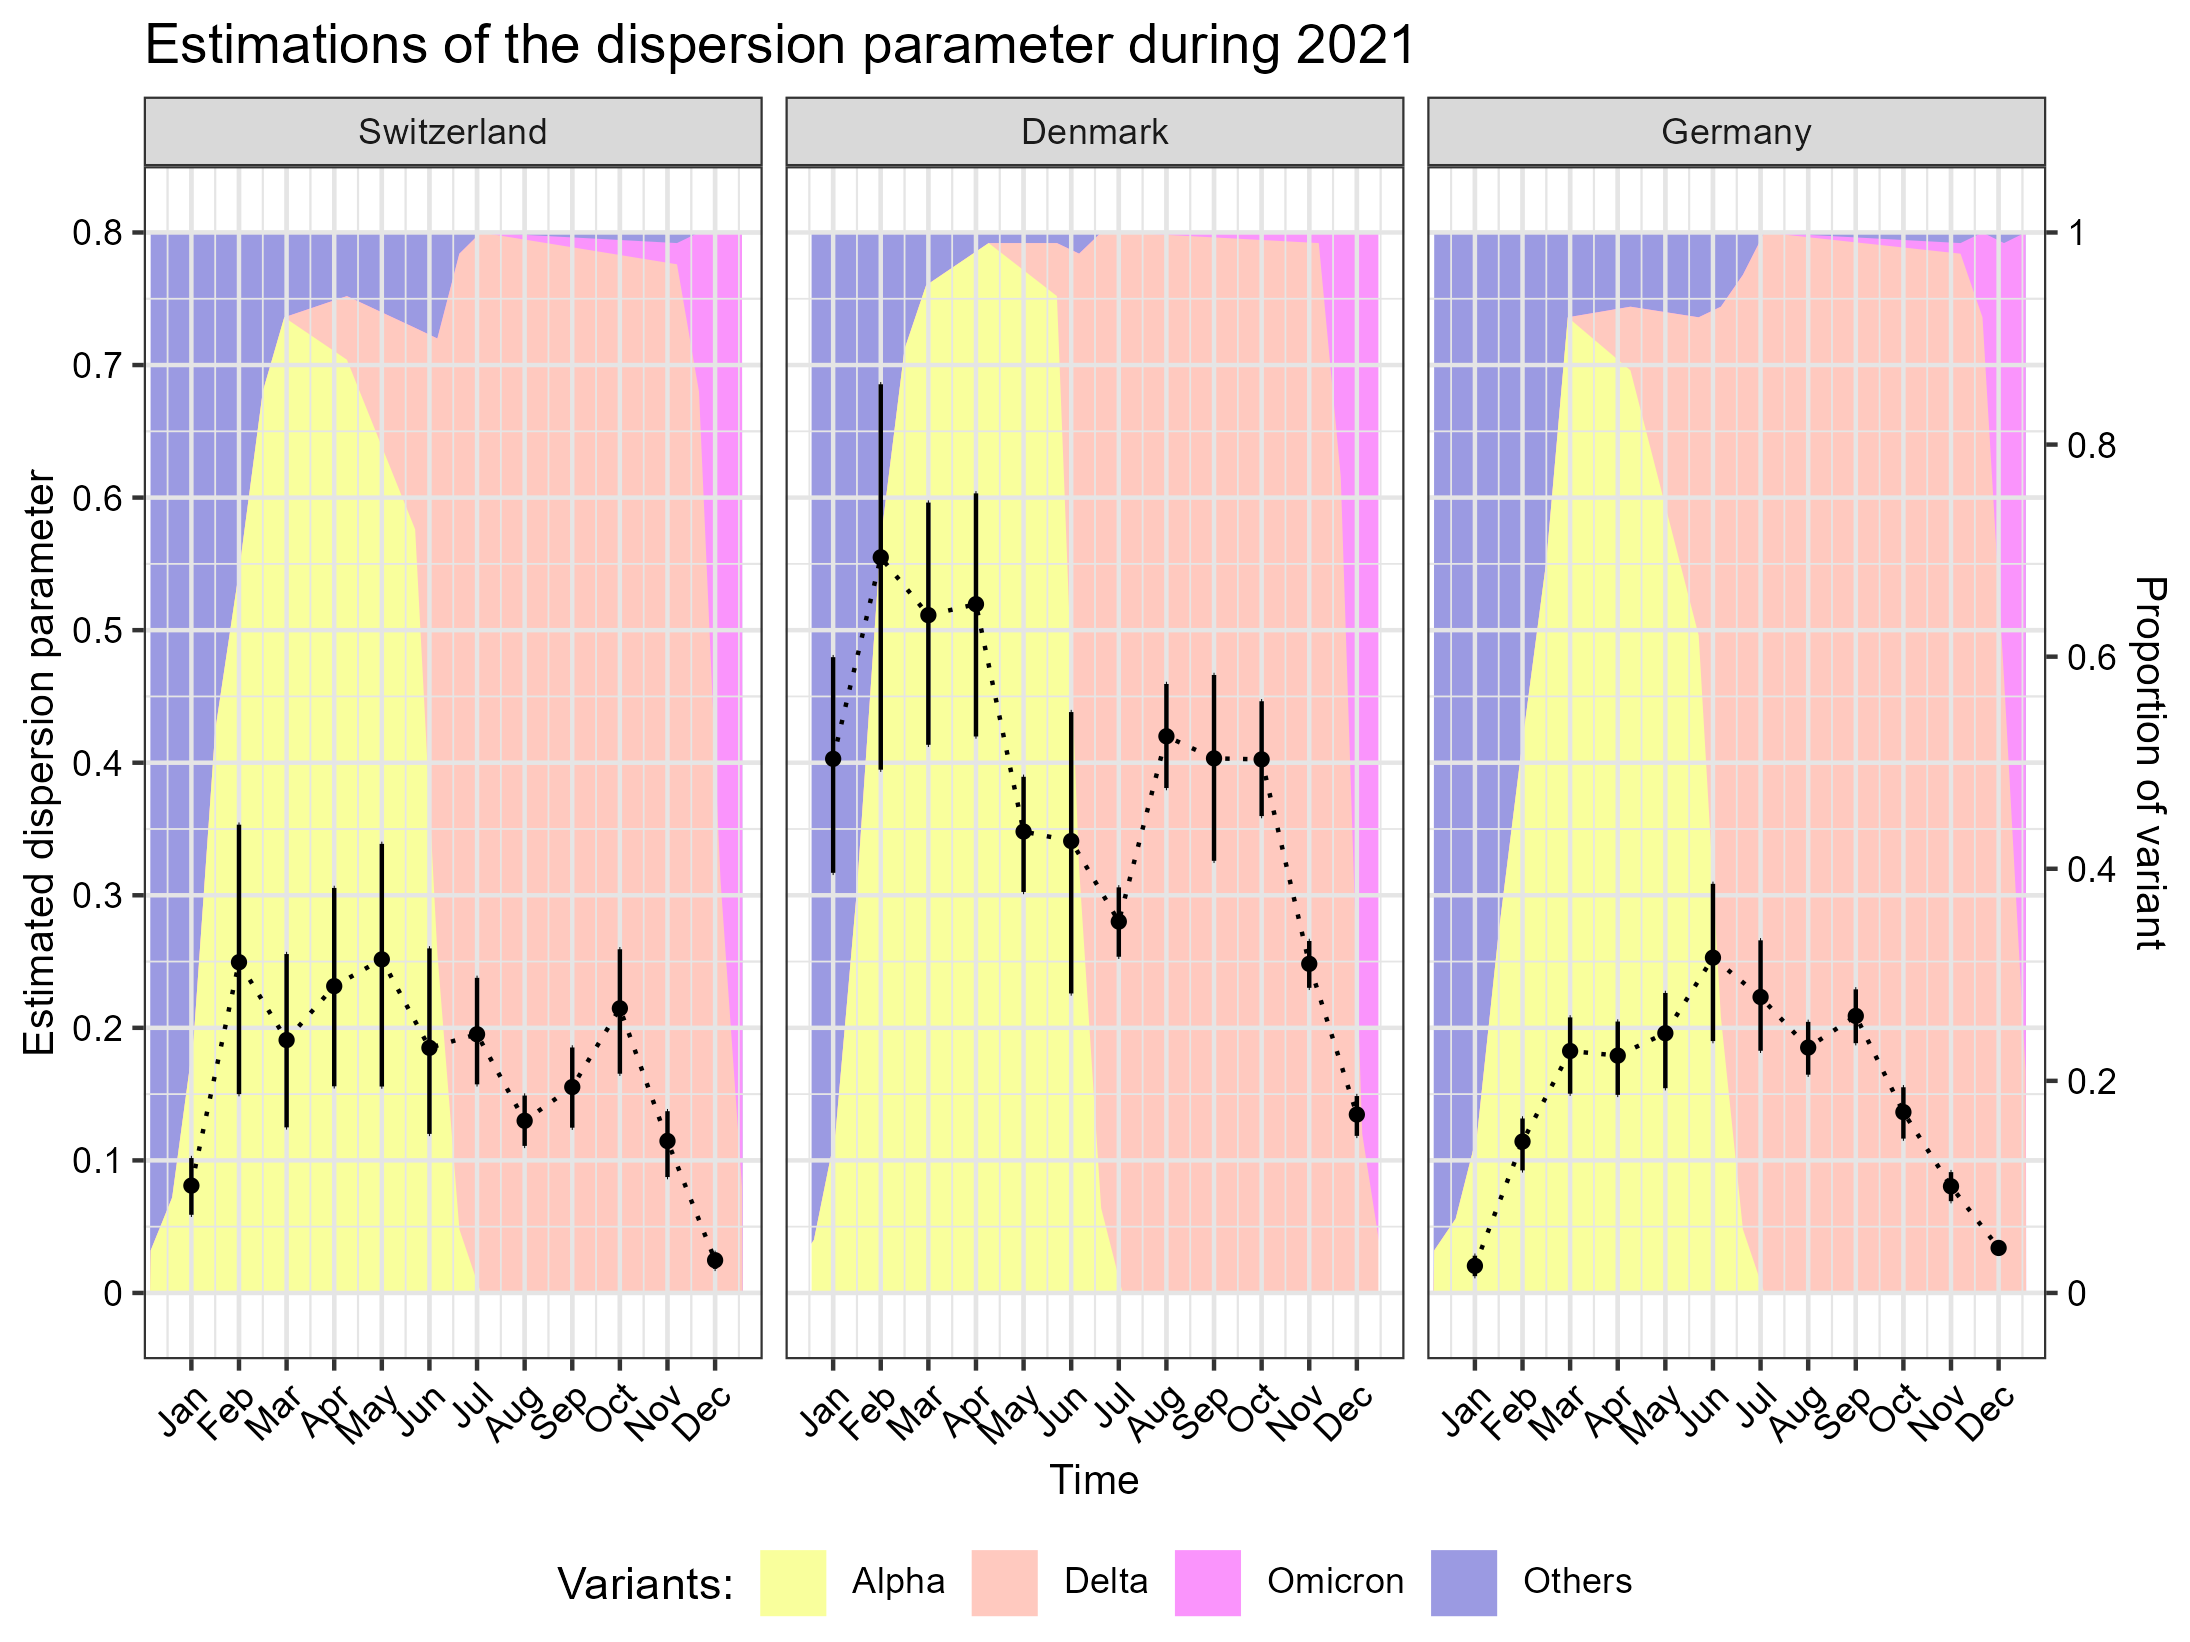 Estimations of the dispersion parameter during 2021
Switzerland
Denmark
Germany
Estimated dispersion parameter
0.8
0.7
0.6
0.5
0.4
0.3
0.2
0.1
0
1
0.8
0.6
0.4
0.2
0
Proportion of variant
Jan Feb Mar Apr May Jun Jul Aug Sep Oct Nov Dec
Jan Feb Mar Apr May Jun Jul Aug Sep Oct Nov Dec
Jan Feb Mar Apr May Jun Jul Aug Sep Oct Nov Dec
Time
Variants: Alpha Delta Omicron Others